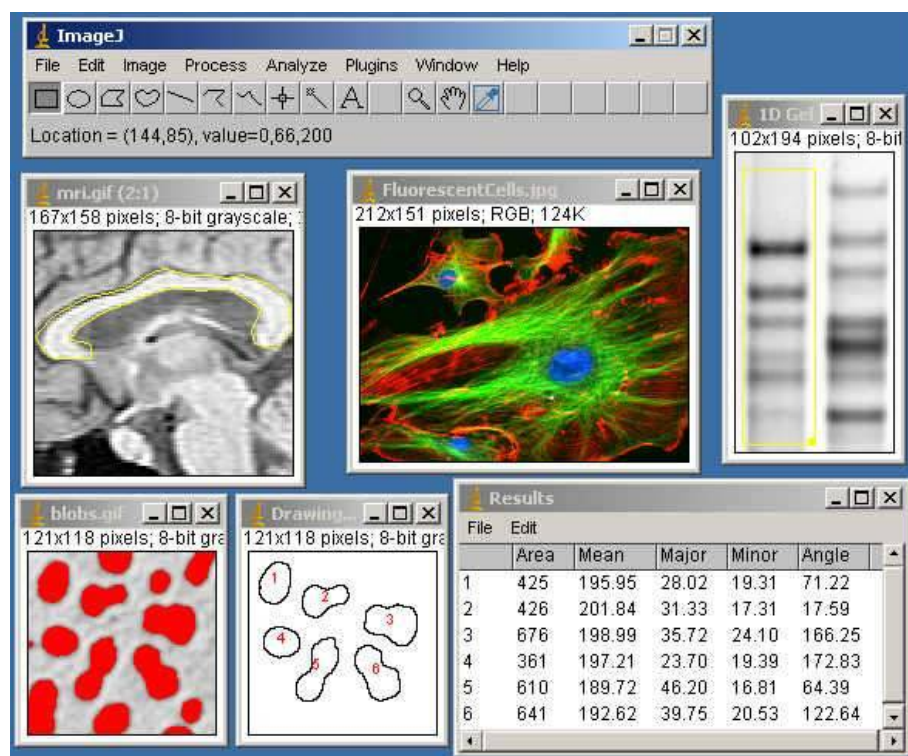 ImageJ
File Edit Image Process Analyze Plugins Window Help
A
Location = (144,85), value=0,66,200
1D Gel
102x194 pixels; 8-bit
mri.gif (2:1)
167x158 pixels; 8-bit grayscale;
FluorescentCells.jpg
212x151 pixels; RGB; 124K
blobs.gif
121x118 pixels; 8-bit gra
Drawing...
121x118 pixels; 8-bit gra
1
2
3
4
5
6
Results
File Edit
Area Mean Major Minor Angle
1 425 195.95 28.02 19.31 71.22
2 426 201.84 31.33 17.31 17.59
3 676 198.99 35.72 24.10 166.25
4 361 197.21 23.70 19.39 172.83
5 610 189.72 46.20 16.81 64.39
6 641 192.62 39.75 20.53 122.64